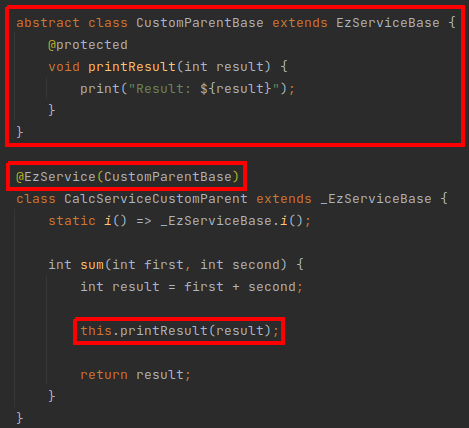 abstract class CustomParentBase extends EzServiceBase {
@protected
void printResult(int result) {
print("Result: ${result}");
}
}
@EzService(CustomParentBase)
class CalcServiceCustomParent extends _EzServiceBase {
static i() => _EzServiceBase.i();
int sum(int first, int second) {
int result = first + second;
this.printResult(result);
return result;
}
}